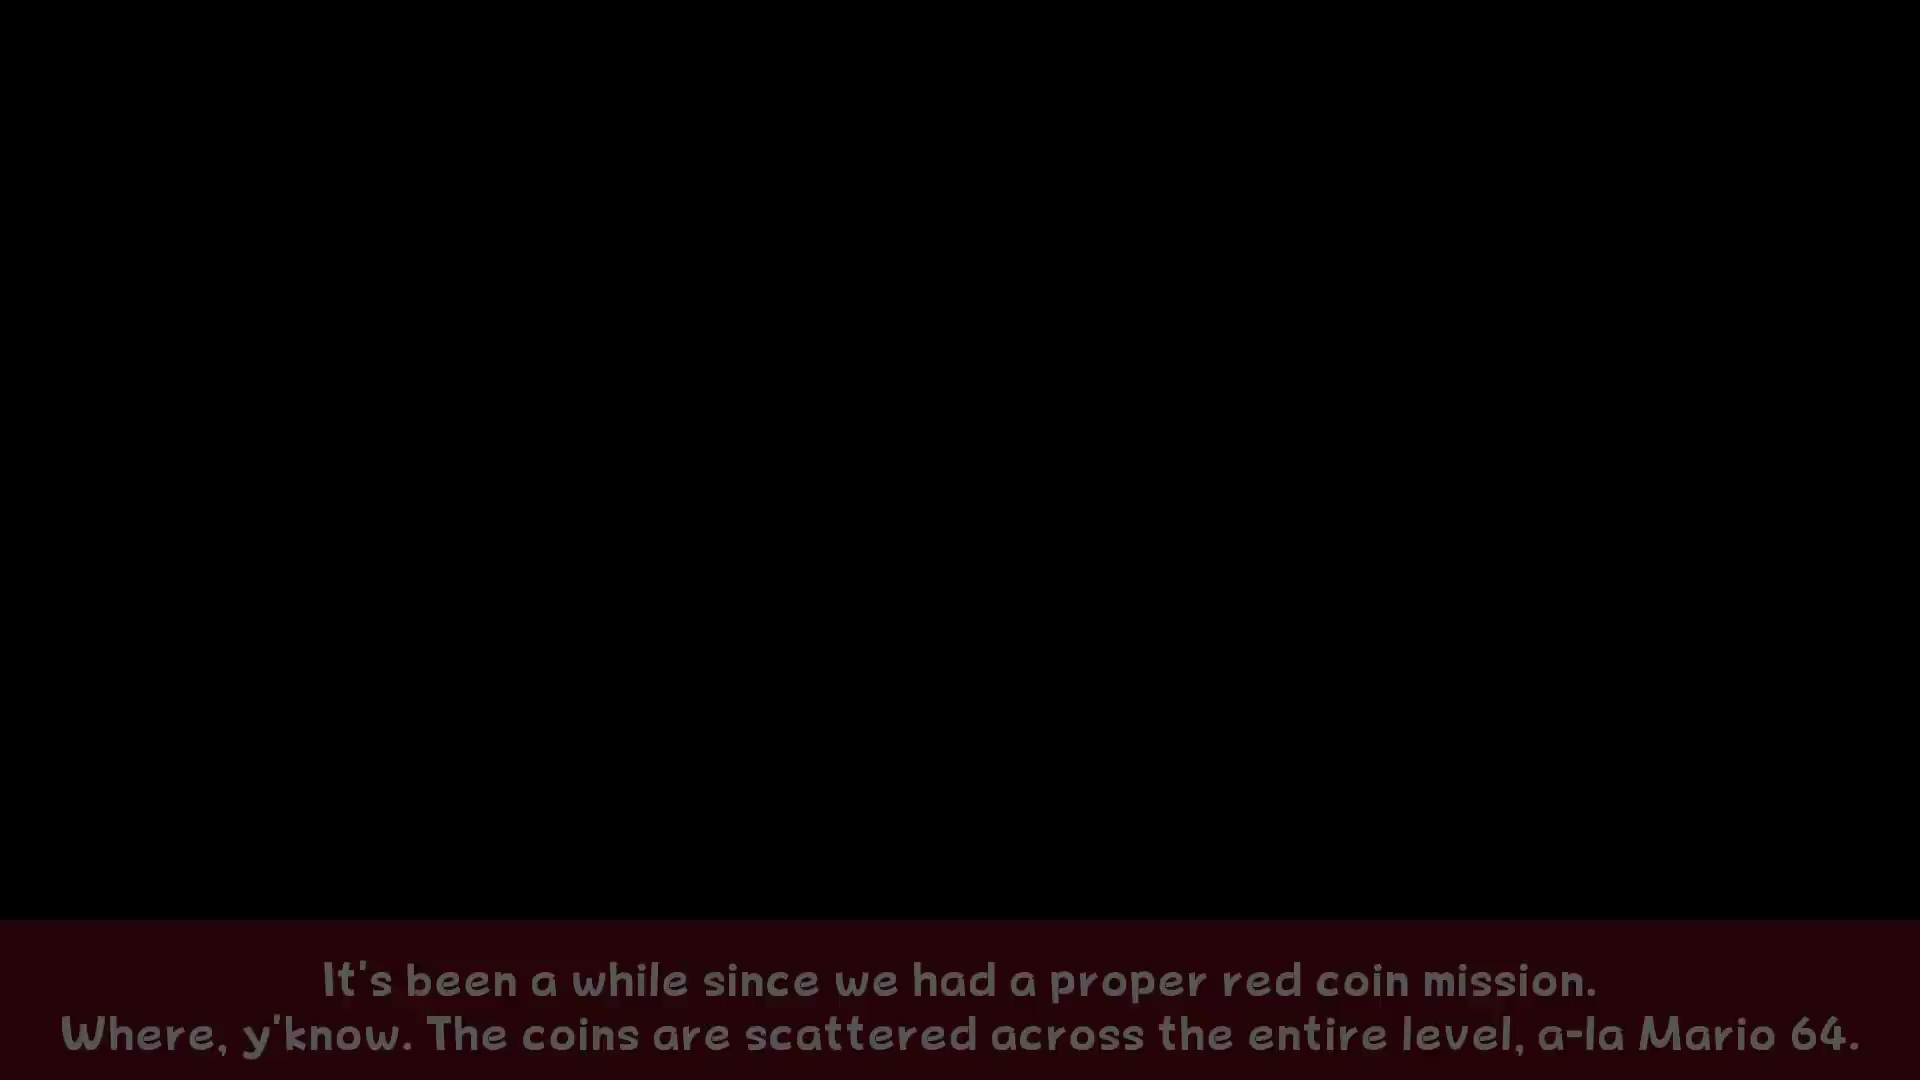 It's been a while since we had a proper red coin mission.
Where, y'know. The coins are scattered across the entire level, a-la Mario 64.